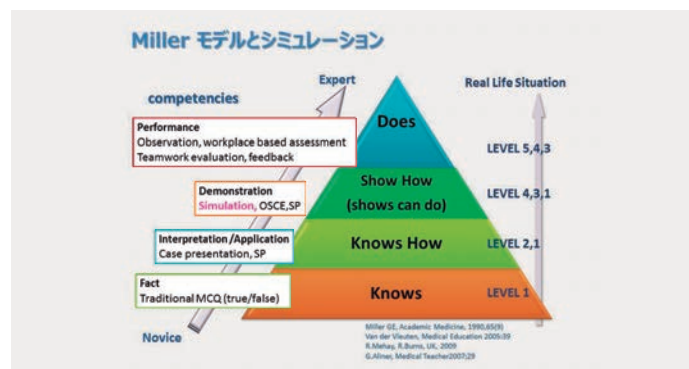 Miller モデルとシミュレーション
Expert
Real Life Situation
competencies
Performance
Observation, workplace based assessment
Teamwork evaluation, feedback
Does
LEVEL 5,4,3
Demonstration
Simulation, OSCE,SP
Show How
(shows can do)
LEVEL 4,3,1
Interpretation /Application
Case presentation, SP
Knows How
LEVEL 2,1
Fact
Traditional MCQ (true/false)
Knows
LEVEL 1
Novice
Miller GE, Academic Medicine, 1990,65(9)
Van der Vleuten, Medical Education 2005:39
R.Mehay, R.Burns, UK, 2009
G.Aliner, Medical Teacher2007;29